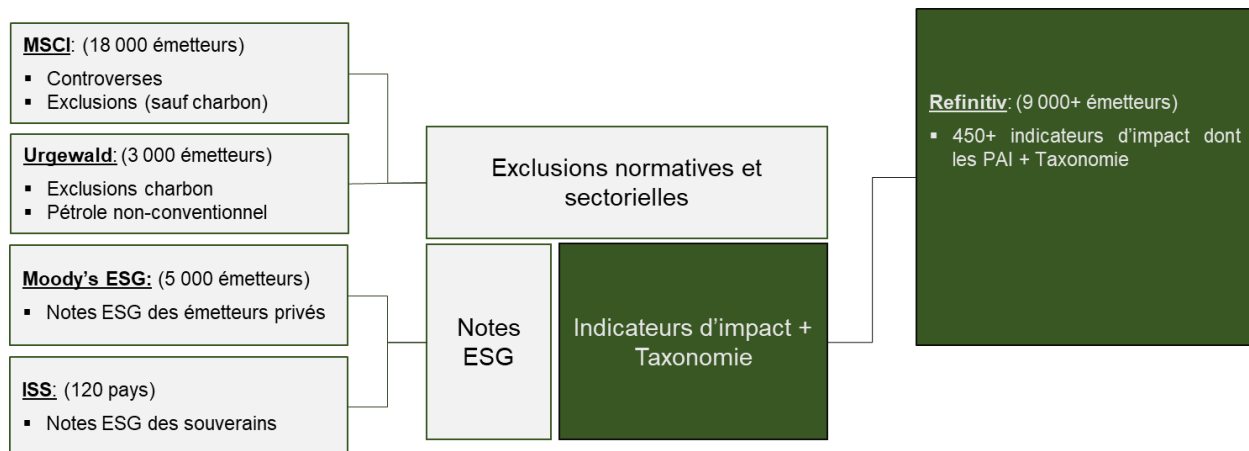 MSCI: (18 000 émetteurs)
▪ Controverses
▪ Exclusions (sauf charbon)
Urgewald: (3 000 émetteurs)
▪ Exclusions charbon
▪ Pétrole non-conventionnel
Moody’s ESG: (5 000 émetteurs)
▪ Notes ESG des émetteurs privés
ISS: (120 pays)
▪ Notes ESG des souverains
Exclusions normatives et
sectorielles
Notes
ESG
Indicateurs d’impact +
Taxonomie
Refinitiv: (9 000+ émetteurs)
▪ 450+ indicateurs d’impact dont
les PAI + Taxonomie